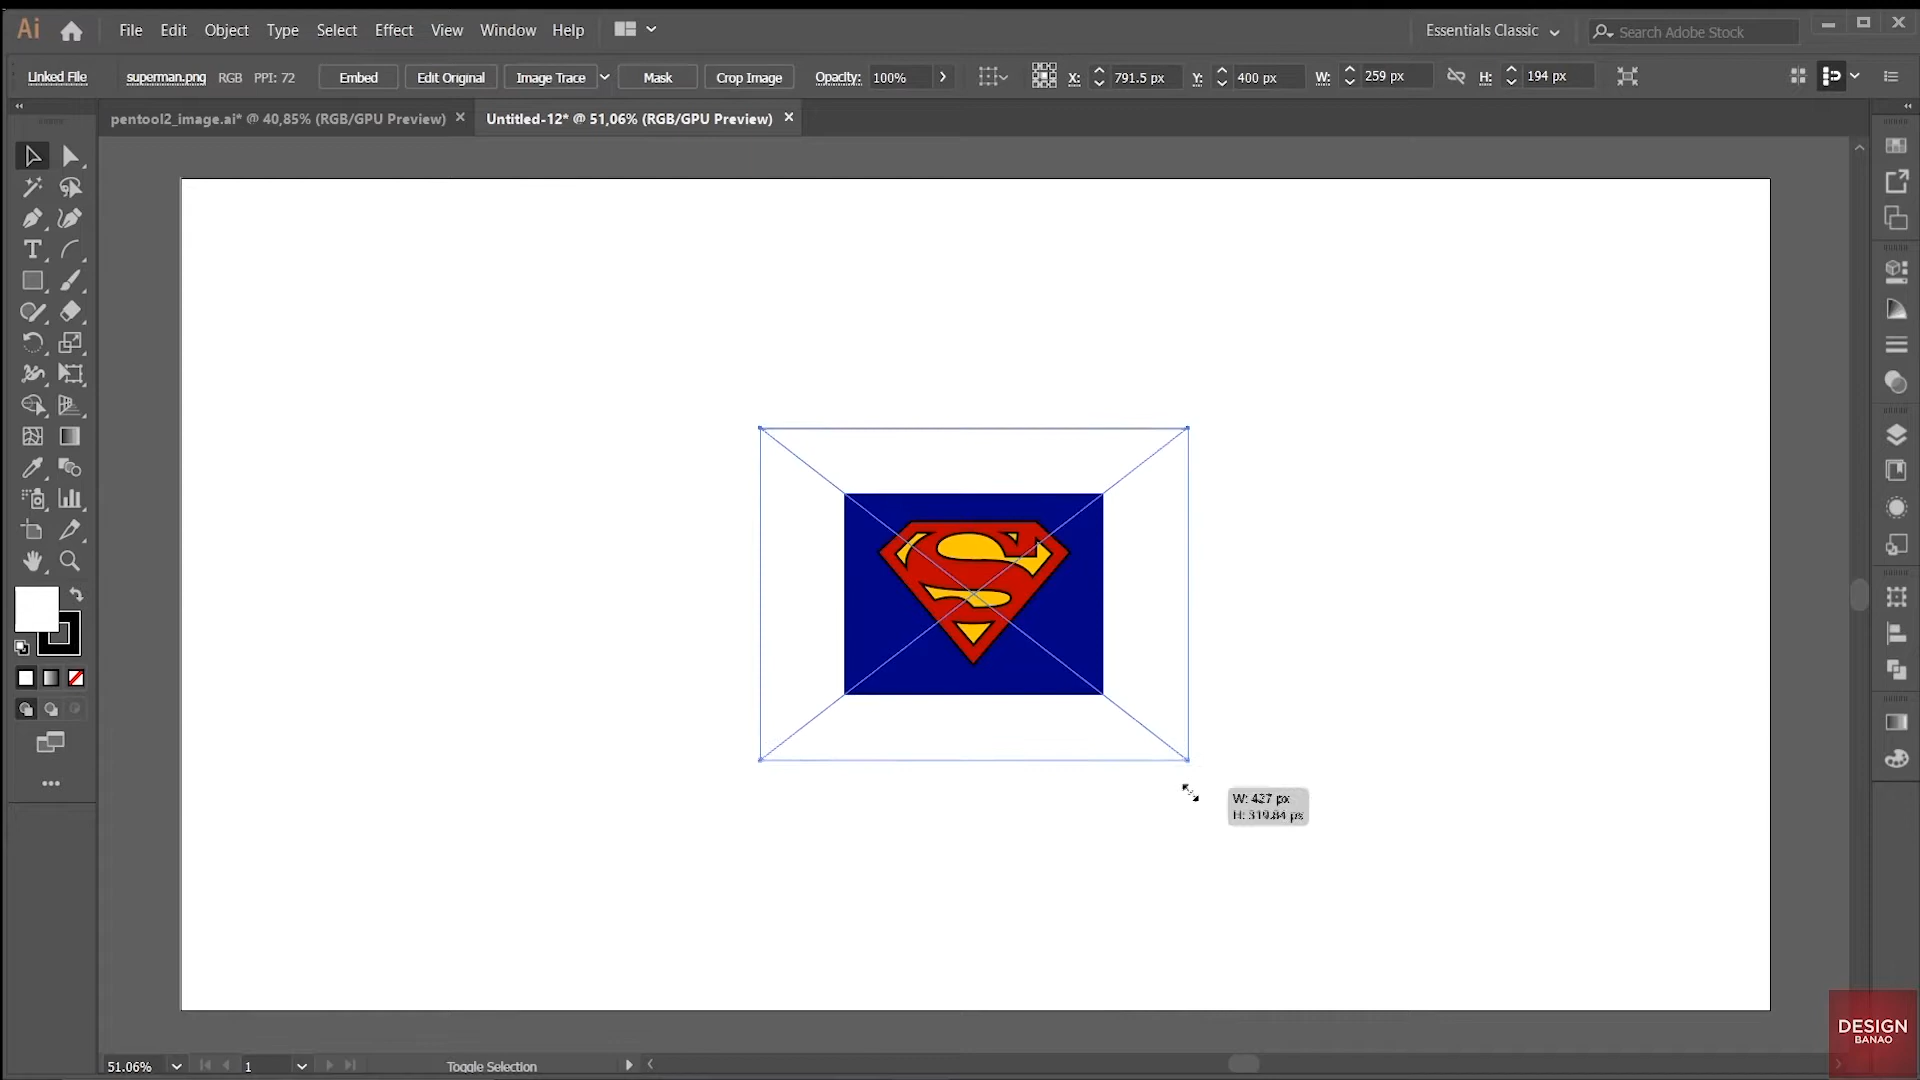 Ai File Edit Object Type Select Effect View Window Help Essentials Classic Search Adobe Stock
Linked File superman.png RGB PPI: 72 Embed Edit Original Image Trace Mask Crop Image Opacity: 100% X: 791.5 px Y: 400 px W: 259 px H: 194 px
pentool2_image.ai* @ 40,85% (RGB/GPU Preview) × Untitled-12* @ 51,06% (RGB/GPU Preview) ×
W: 427 px
H: 319.84 px
DESIGN
BANAO
51.06% 1 Toggle Selection